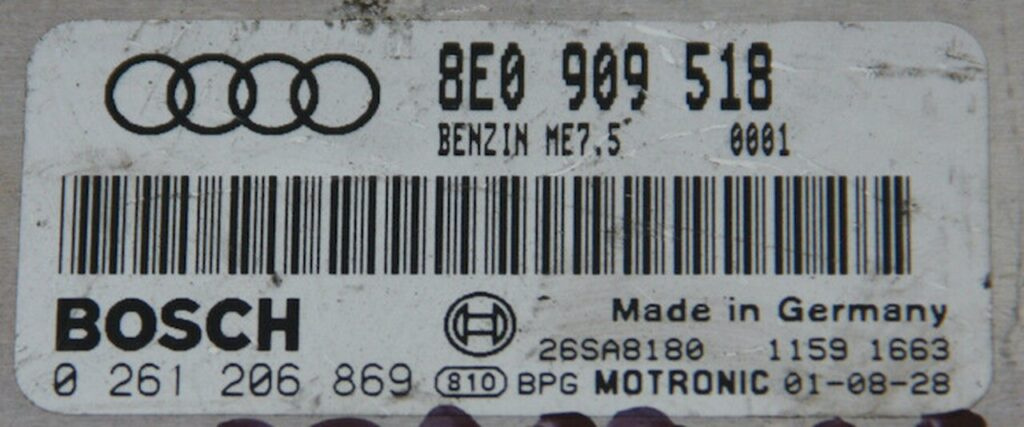 8E0 909 518
BENZIN ME7.5 0001
BOSCH
Made in Germany
26SA8180 1159 1663
0 261 206 869 810 BPG MOTRONIC 01-08-28